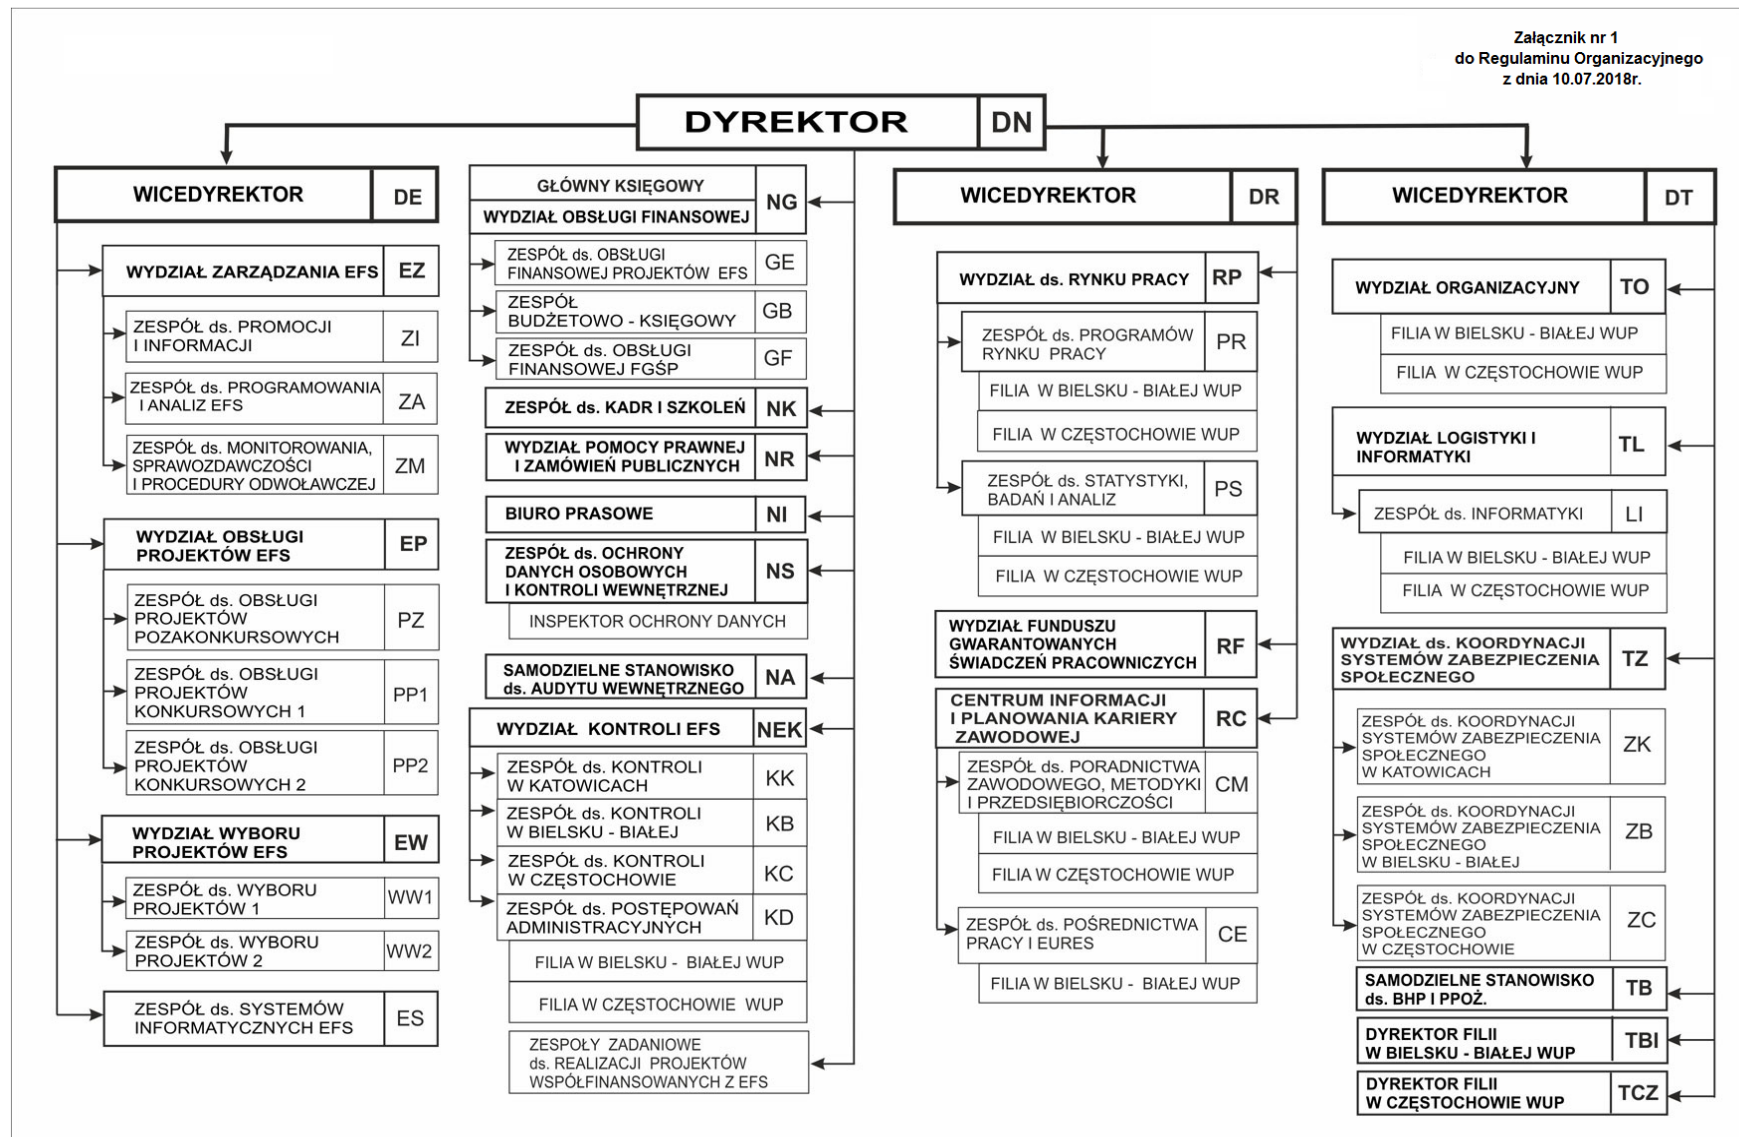 Załącznik nr 1
do Regulaminu Organizacyjnego
z dnia 10.07.2018r.
DYREKTOR DN
WICEDYREKTOR DE
WYDZIAŁ ZARZĄDZANIA EFS EZ
ZESPÓŁ ds. PROMOCJI
I INFORMACJI ZI
ZESPÓŁ ds. PROGRAMOWANIA
I ANALIZ EFS ZA
ZESPÓŁ ds. MONITOROWANIA,
SPRAWOZDAWCZOŚCI
I PROCEDURY ODWOŁAWCZEJ ZM
WYDZIAŁ OBSŁUGI
PROJEKTÓW EFS EP
ZESPÓŁ ds. OBSŁUGI
PROJEKTÓW
POZAKONKURSOWYCH PZ
ZESPÓŁ ds. OBSŁUGI
PROJEKTÓW
KONKURSOWYCH 1 PP1
ZESPÓŁ ds. OBSŁUGI
PROJEKTÓW
KONKURSOWYCH 2 PP2
WYDZIAŁ WYBORU
PROJEKTÓW EFS EW
ZESPÓŁ ds. WYBORU
PROJEKTÓW 1 WW1
ZESPÓŁ ds. WYBORU
PROJEKTÓW 2 WW2
ZESPÓŁ ds. SYSTEMÓW
INFORMATYCZNYCH EFS ES
GŁÓWNY KSIĘGOWY
WYDZIAŁ OBSŁUGI FINANSOWEJ NG
ZESPÓŁ ds. OBSŁUGI
FINANSOWEJ PROJEKTÓW EFS GE
ZESPÓŁ
BUDŻETOWO - KSIĘGOWY GB
ZESPÓŁ ds. OBSŁUGI
FINANSOWEJ FGŚP GF
ZESPÓŁ ds. KADR I SZKOLEŃ NK
WYDZIAŁ POMOCY PRAWNEJ
I ZAMÓWIEŃ PUBLICZNYCH NR
BIURO PRASOWE NI
ZESPÓŁ ds. OCHRONY
DANYCH OSOBOWYCH
I KONTROLI WEWNĘTRZNEJ NS
INSPEKTOR OCHRONY DANYCH
SAMODZIELNE STANOWISKO
ds. AUDYTU WEWNĘTRZNEGO NA
WYDZIAŁ KONTROLI EFS NEK
ZESPÓŁ ds. KONTROLI
W KATOWICACH KK
ZESPÓŁ ds. KONTROLI
W BIELSKU - BIAŁEJ KB
ZESPÓŁ ds. KONTROLI
W CZĘSTOCHOWIE KC
ZESPÓŁ ds. POSTĘPOWAŃ
ADMINISTRACYJNYCH KD
FILIA W BIELSKU - BIAŁEJ WUP
FILIA W CZĘSTOCHOWIE WUP
ZESPOŁY ZADANIOWE
ds. REALIZACJI PROJEKTÓW
WSPÓŁFINANSOWANYCH Z EFS
WICEDYREKTOR DR
WYDZIAŁ ds. RYNKU PRACY RP
ZESPÓŁ ds. PROGRAMÓW
RYNKU PRACY PR
FILIA W BIELSKU - BIAŁEJ WUP
FILIA W CZĘSTOCHOWIE WUP
ZESPÓŁ ds. STATYSTYKI,
BADAŃ I ANALIZ PS
FILIA W BIELSKU - BIAŁEJ WUP
FILIA W CZĘSTOCHOWIE WUP
WYDZIAŁ FUNDUSZU
GWARANTOWANYCH
ŚWIADCZEŃ PRACOWNICZYCH RF
CENTRUM INFORMACJI
I PLANOWANIA KARIERY
ZAWODOWEJ RC
ZESPÓŁ ds. PORADNICTWA
ZAWODOWEGO, METODYKI
I PRZEDSIĘBIORCZOŚCI CM
FILIA W BIELSKU - BIAŁEJ WUP
FILIA W CZĘSTOCHOWIE WUP
ZESPÓŁ ds. POŚREDNICTWA
PRACY I EURES CE
FILIA W BIELSKU - BIAŁEJ WUP
WICEDYREKTOR DT
WYDZIAŁ ORGANIZACYJNY TO
FILIA W BIELSKU - BIAŁEJ WUP
FILIA W CZĘSTOCHOWIE WUP
WYDZIAŁ LOGISTYKI I
INFORMATYKI TL
ZESPÓŁ ds. INFORMATYKI LI
FILIA W BIELSKU - BIAŁEJ WUP
FILIA W CZĘSTOCHOWIE WUP
WYDZIAŁ ds. KOORDYNACJI
SYSTEMÓW ZABEZPIECZENIA
SPOŁECZNEGO TZ
ZESPÓŁ ds. KOORDYNACJI
SYSTEMÓW ZABEZPIECZENIA
SPOŁECZNEGO
W KATOWICACH ZK
ZESPÓŁ ds. KOORDYNACJI
SYSTEMÓW ZABEZPIECZENIA
SPOŁECZNEGO
W BIELSKU - BIAŁEJ ZB
ZESPÓŁ ds. KOORDYNACJI
SYSTEMÓW ZABEZPIECZENIA
SPOŁECZNEGO
W CZĘSTOCHOWIE ZC
SAMODZIELNE STANOWISKO
ds. BHP I PPOŻ. TB
DYREKTOR FILII
W BIELSKU - BIAŁEJ WUP TBI
DYREKTOR FILII
W CZĘSTOCHOWIE WUP TCZ